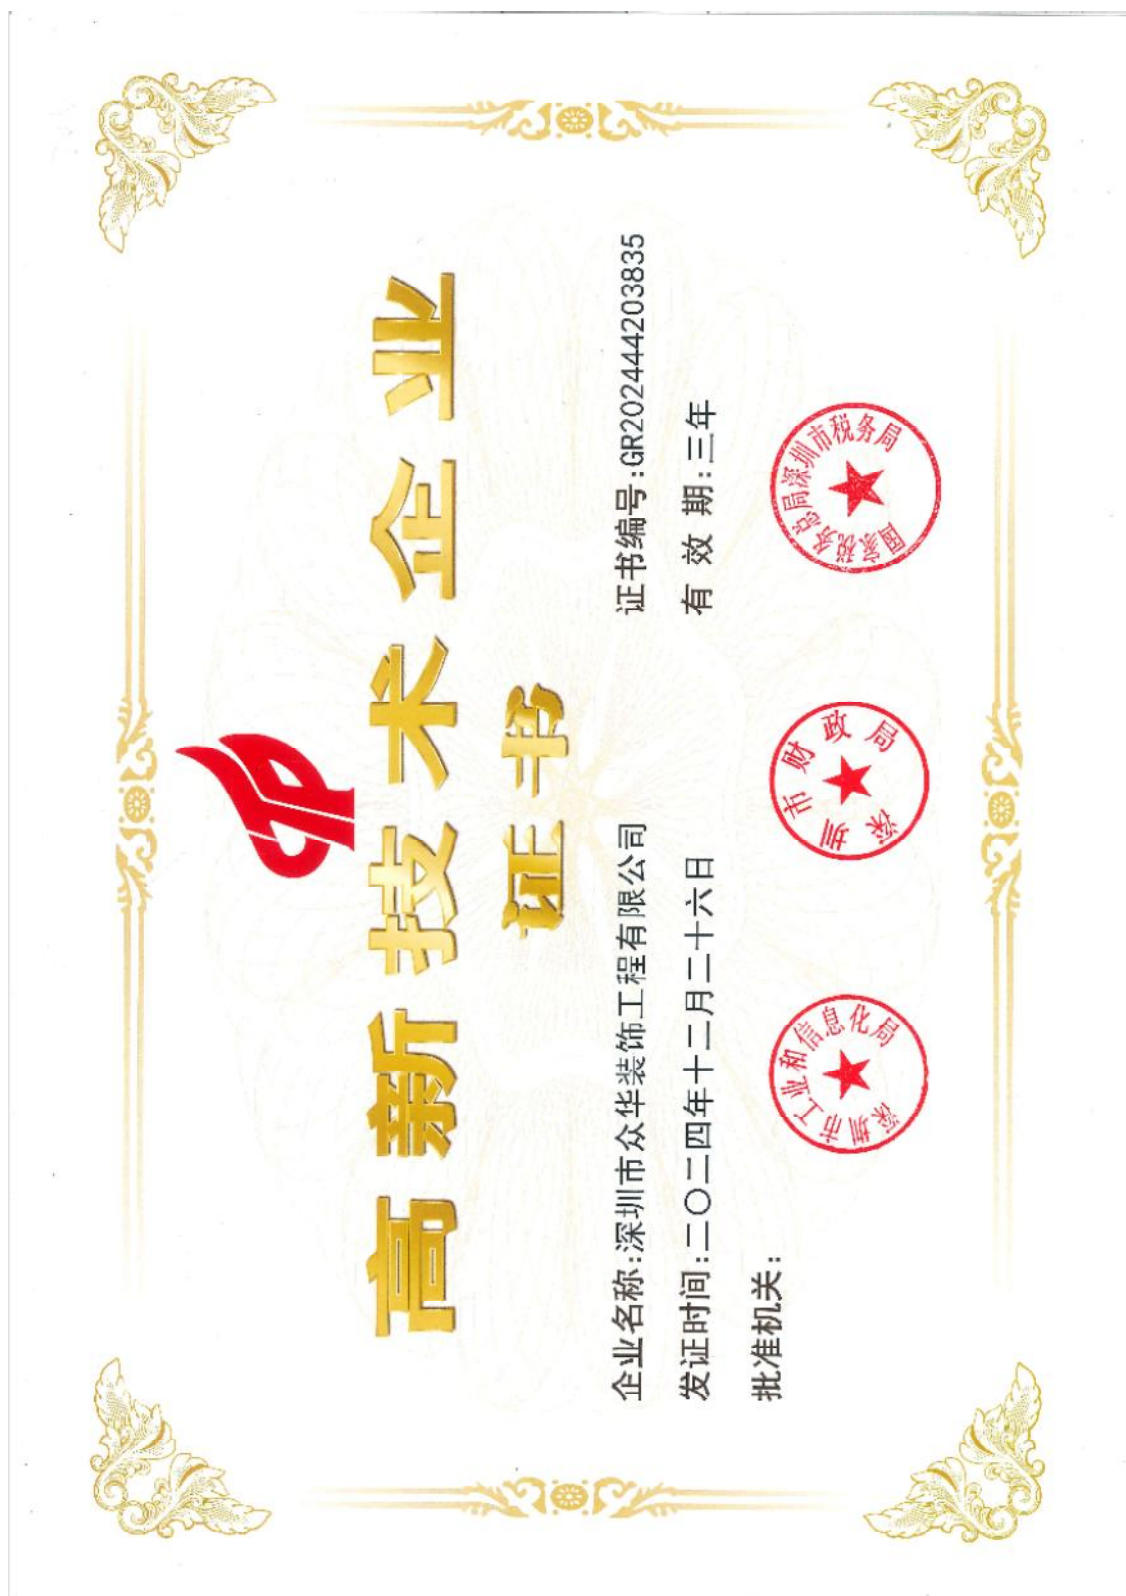 高新技术企业
证书
企业名称:深圳市众华装饰工程有限公司
证书编号:GR202444203835
发证时间:二〇二四年十二月二十六日
有效期:三年
批准机关:
深圳市工业和信息化局
深圳市财政局
国家税务总局深圳市税务局